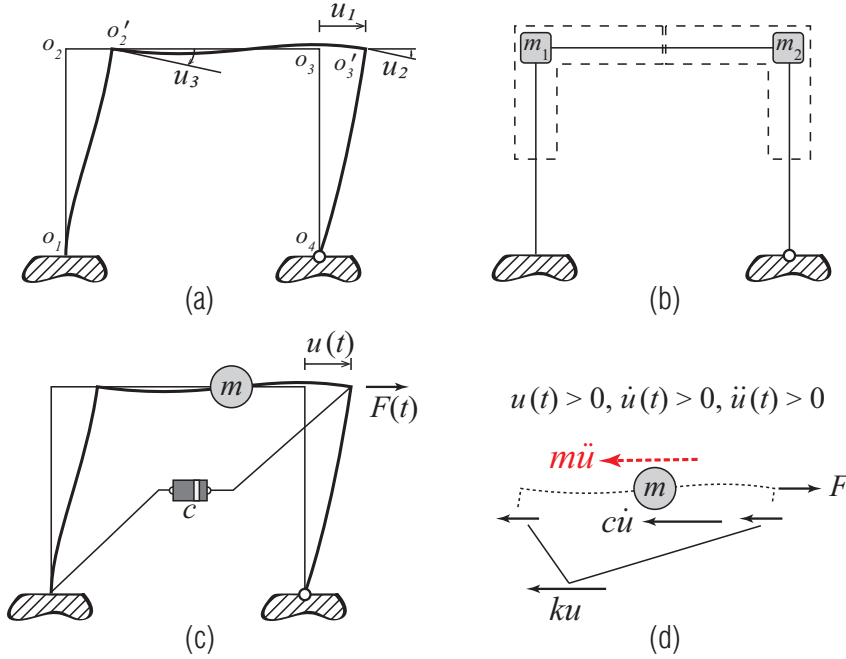 u₁
o₂
o₂′
o₃
o₃′
u₃
u₂
o₁
o₄
(a)
m₁
m₂
(b)
u(t)
m
F(t)
c
(c)
u(t) > 0, u̇(t) > 0, ü(t) > 0
mü
m
F
cu̇
ku
(d)